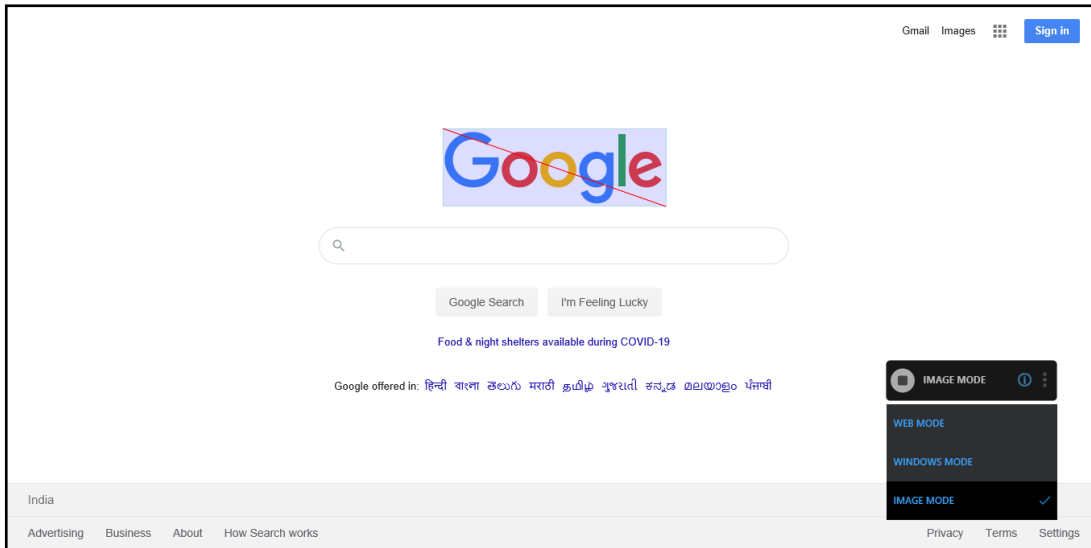 Gmail Images Sign in
Google
Google Search I'm Feeling Lucky
Food & night shelters available during COVID-19
Google offered in: हिन्दी বাংলা తెలుగు मराठी தமிழ் ગુજરાતી ಕನ್ನಡ മലയാളം ਪੰਜਾਬੀ
IMAGE MODE
WEB MODE
WINDOWS MODE
IMAGE MODE
India
Advertising Business About How Search works Privacy Terms Settings